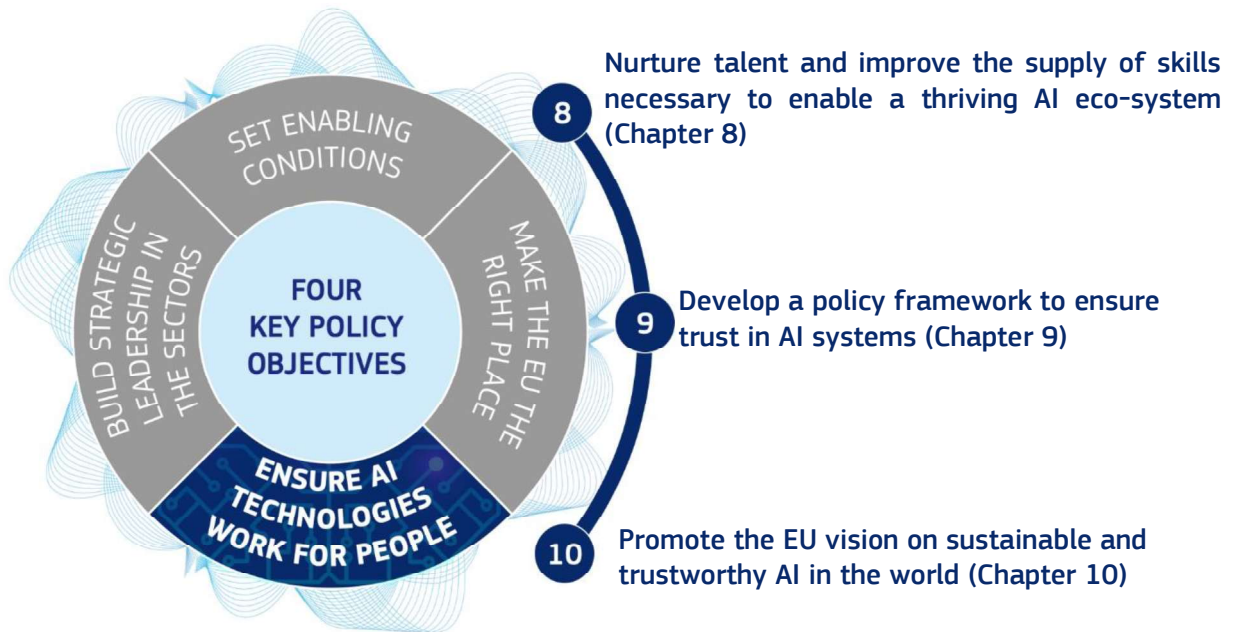 SET ENABLING
CONDITIONS
MAKE THE EU THE
RIGHT PLACE
ENSURE AI
TECHNOLOGIES
WORK FOR PEOPLE
BUILD STRATEGIC
LEADERSHIP IN
THE SECTORS
FOUR
KEY POLICY
OBJECTIVES
8
Nurture talent and improve the supply of skills
necessary to enable a thriving AI eco-system
(Chapter 8)
9
Develop a policy framework to ensure
trust in AI systems (Chapter 9)
10
Promote the EU vision on sustainable and
trustworthy AI in the world (Chapter 10)